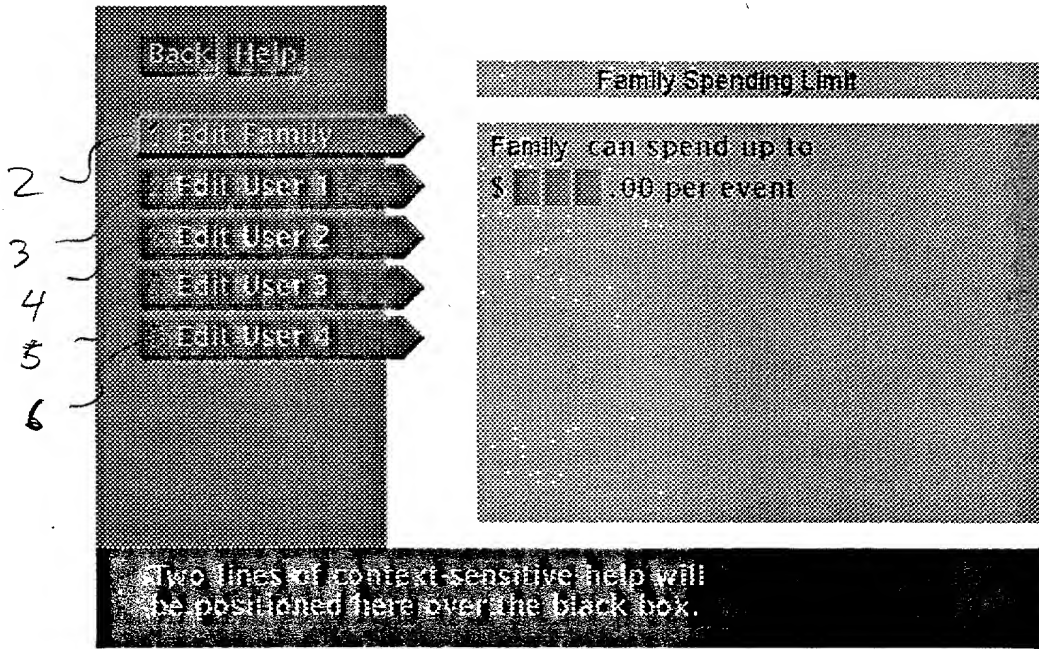 Back Help
Family Spending Limit
Edit Family
Edit User 1
Edit User 2
Edit User 3
Edit User 4
Family can spend up to
$ .00 per event
2
3
4
5
6
Two lines of context-sensitive help will
be positioned here over the black box.